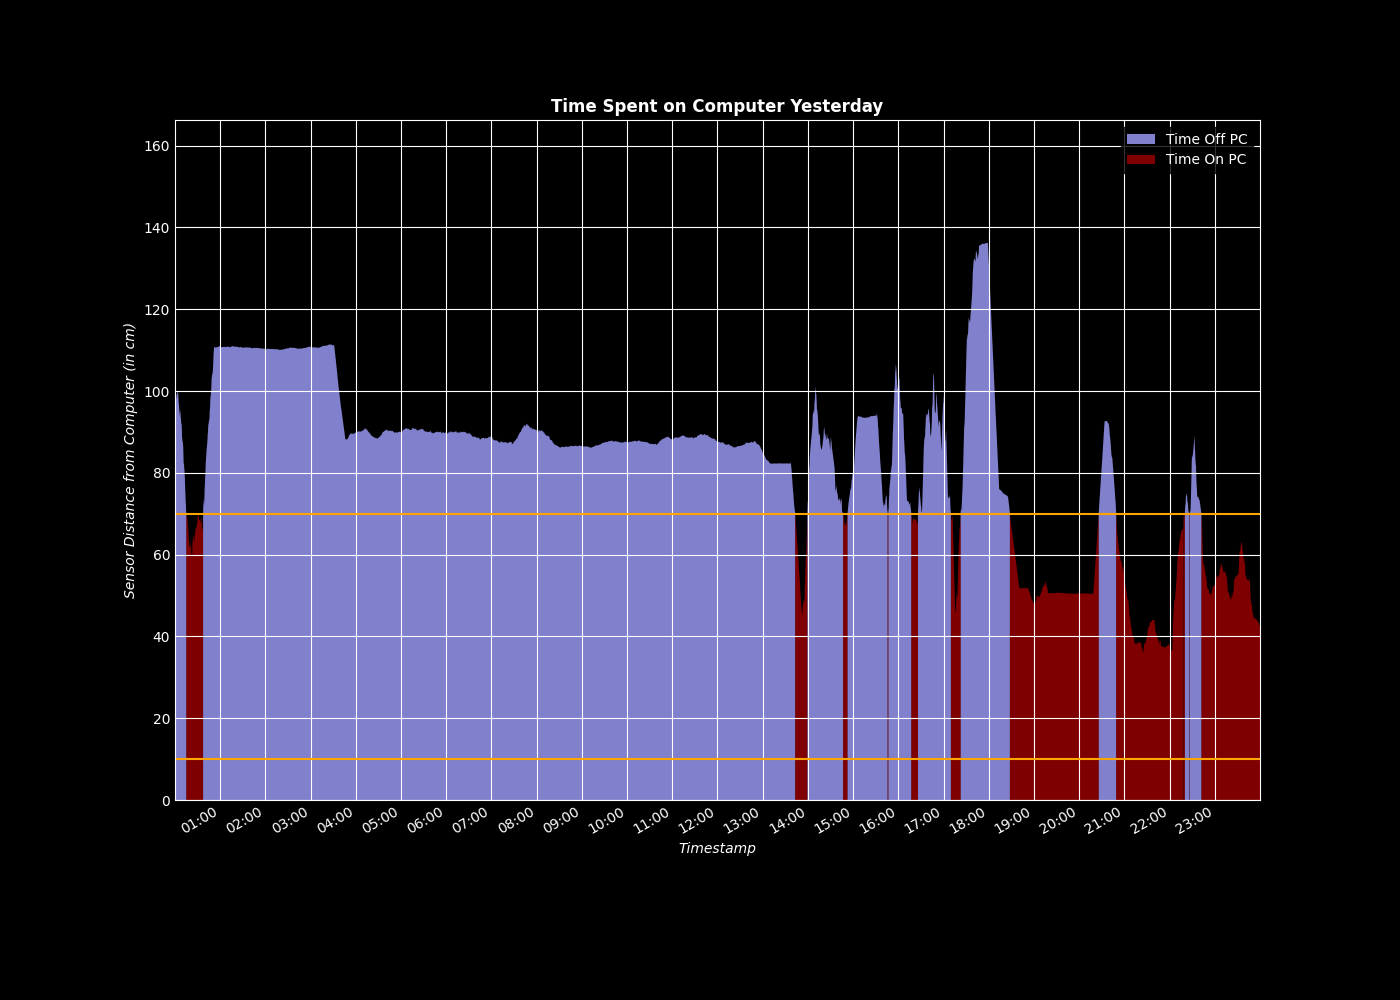 Time Spent on Computer Yesterday
Time Off PC
Time On PC
160
140
120
100
80
60
40
20
0
Sensor Distance from Computer (in cm)
01:00 02:00 03:00 04:00 05:00 06:00 07:00 08:00 09:00 10:00 11:00 12:00 13:00 14:00 15:00 16:00 17:00 18:00 19:00 20:00 21:00 22:00 23:00
Timestamp